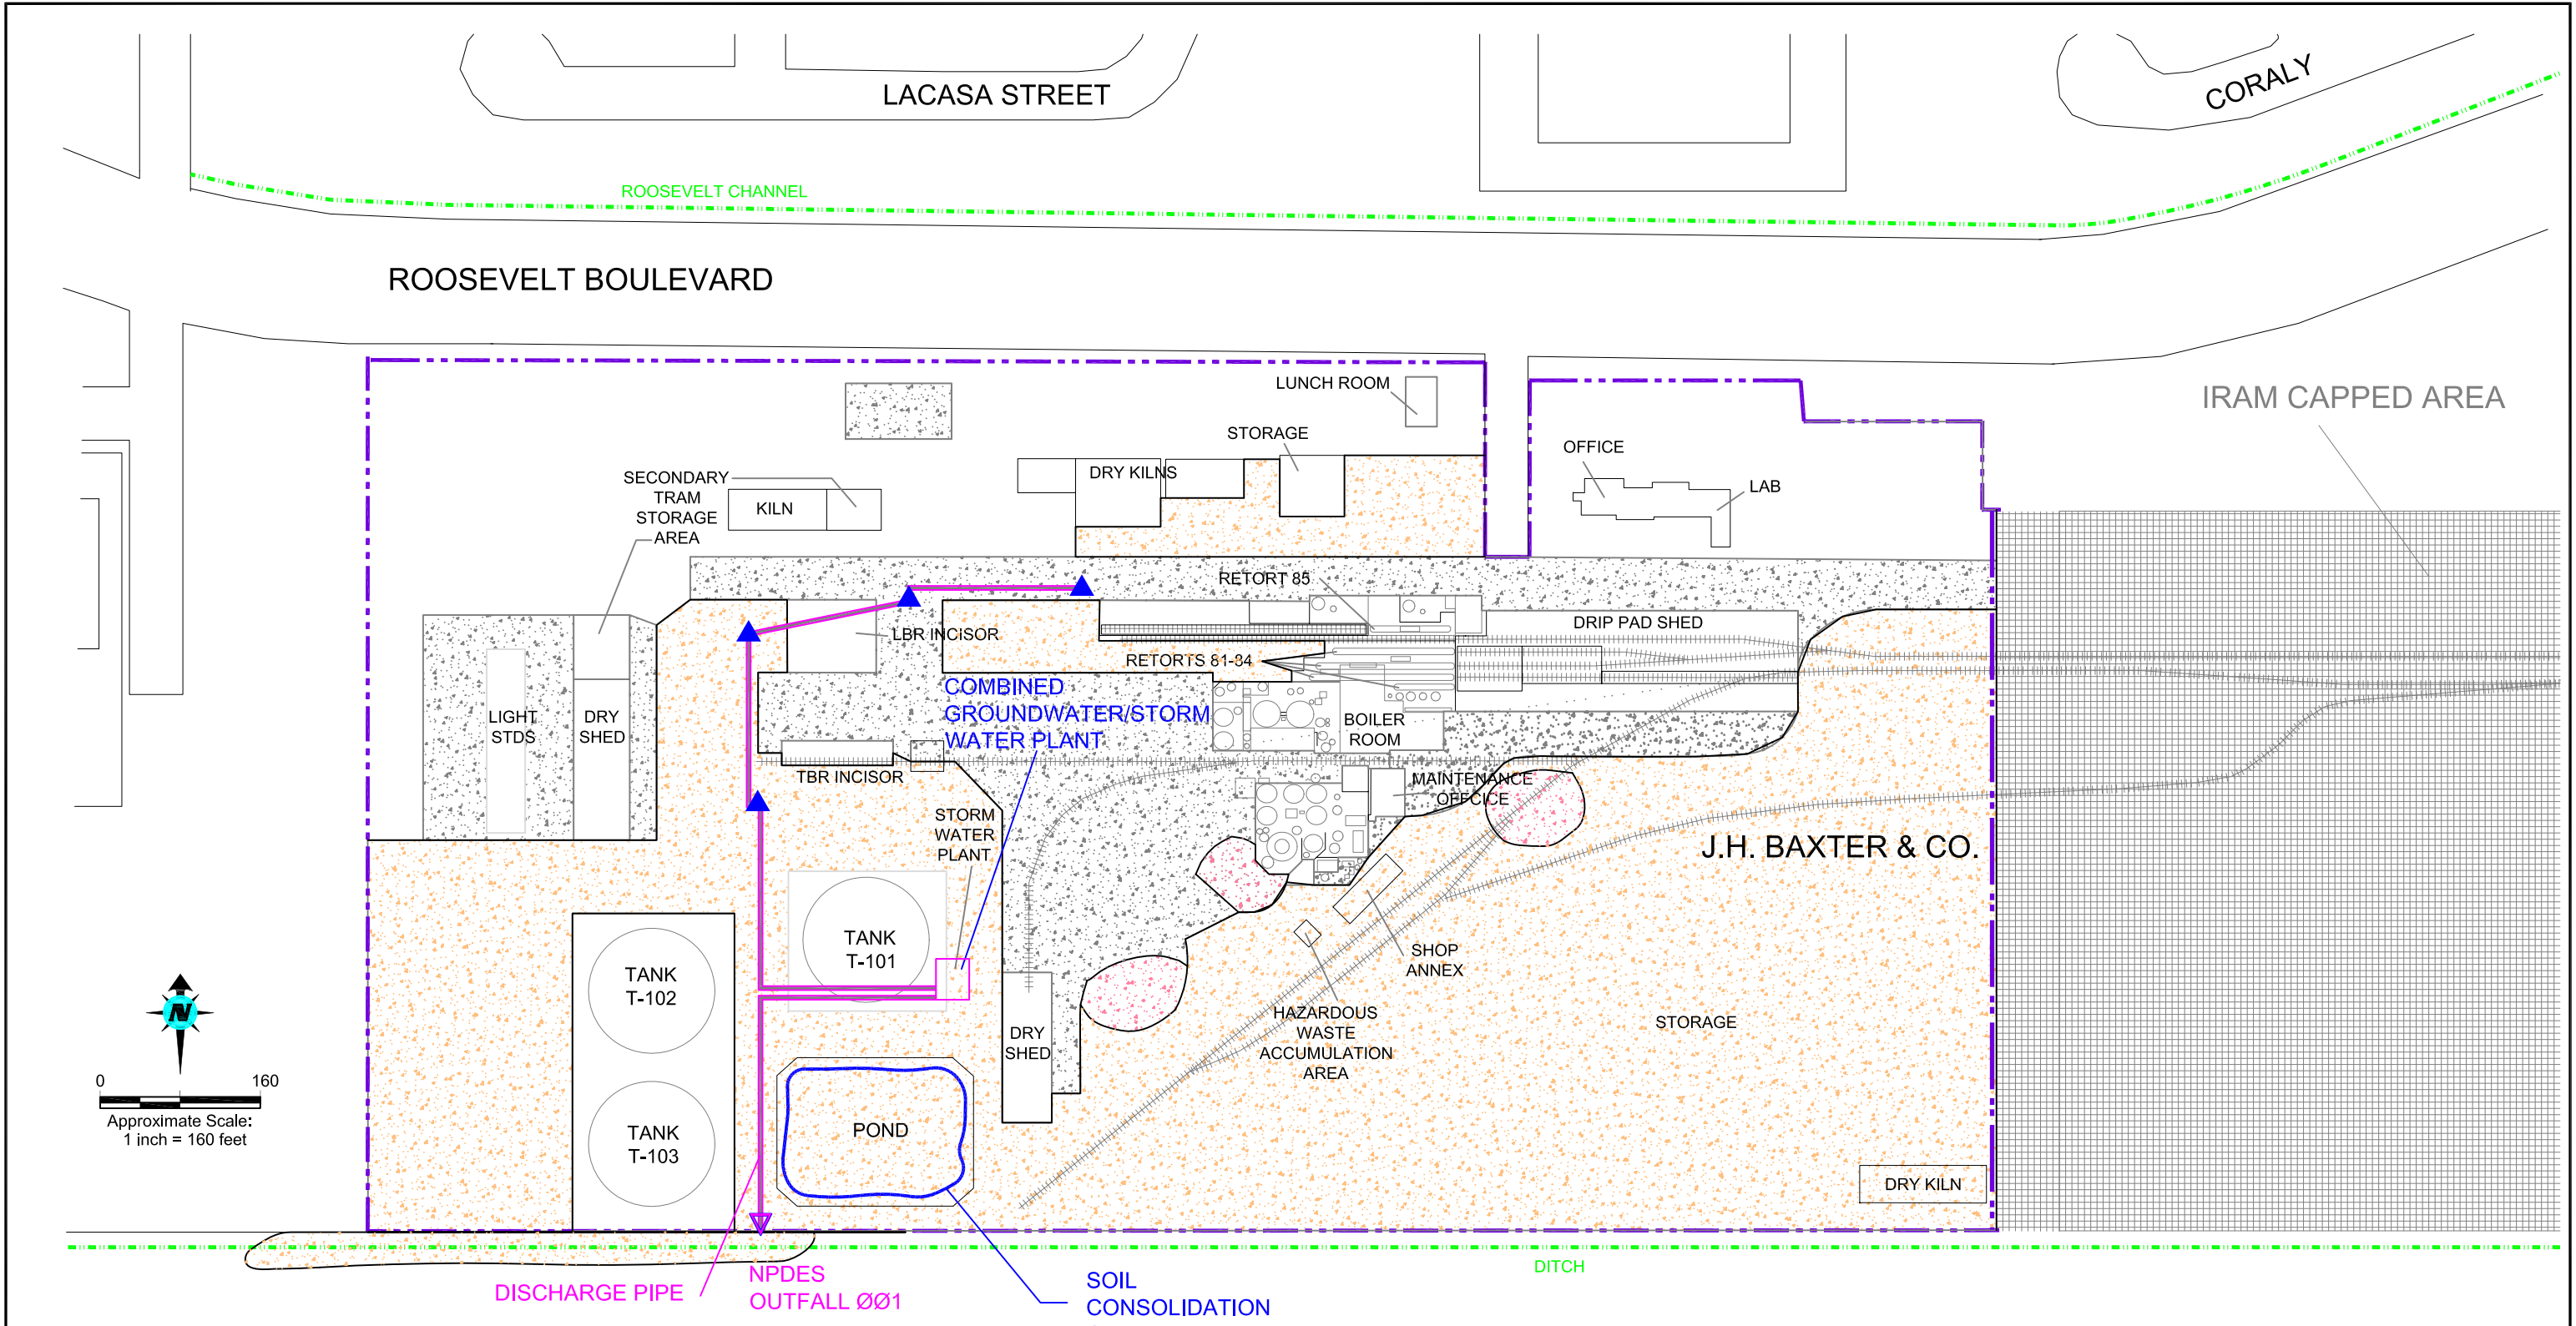 LACASA STREET
CORALY
ROOSEVELT CHANNEL
ROOSEVELT BOULEVARD
IRAM CAPPED AREA
LUNCH ROOM
STORAGE
OFFICE
LAB
DRY KILNS
SECONDARY
TRAM
STORAGE
AREA
KILN
RETORT 85
LBR INCISOR
DRIP PAD SHED
RETORTS 81-84
COMBINED
GROUNDWATER/STORM
WATER PLANT
LIGHT
STDS
DRY
SHED
BOILER
ROOM
TBR INCISOR
MAINTENANCE
OFFCICE
STORM
WATER
PLANT
J.H. BAXTER & CO.
TANK
T-101
TANK
T-102
SHOP
ANNEX
N
HAZARDOUS
WASTE
ACCUMULATION
AREA
STORAGE
DRY
SHED
0 160
Approximate Scale:
1 inch = 160 feet
TANK
T-103
POND
DRY KILN
DITCH
DISCHARGE PIPE
NPDES
OUTFALL ØØ1
SOIL
CONSOLIDATION